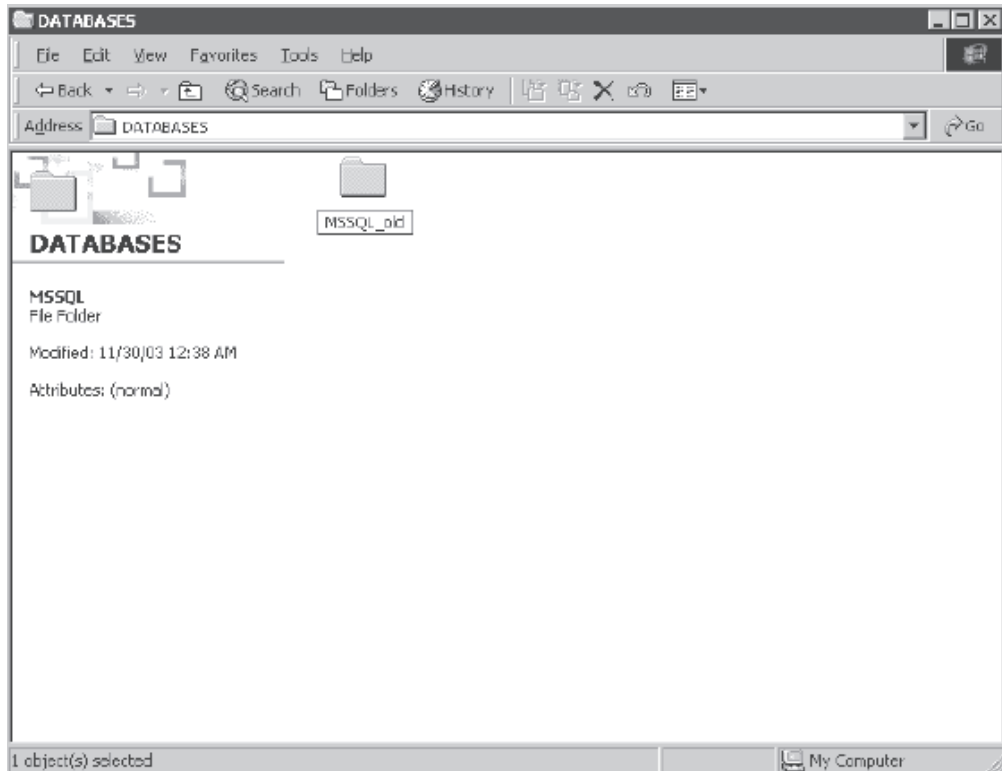 DATABASES
File Edit View Favorites Tools Help
Back Search Folders History
Address DATABASES Go
MSSQL_old
DATABASES
MSSQL
File Folder
Modified: 11/30/03 12:38 AM
Attributes: (normal)
1 object(s) selected My Computer